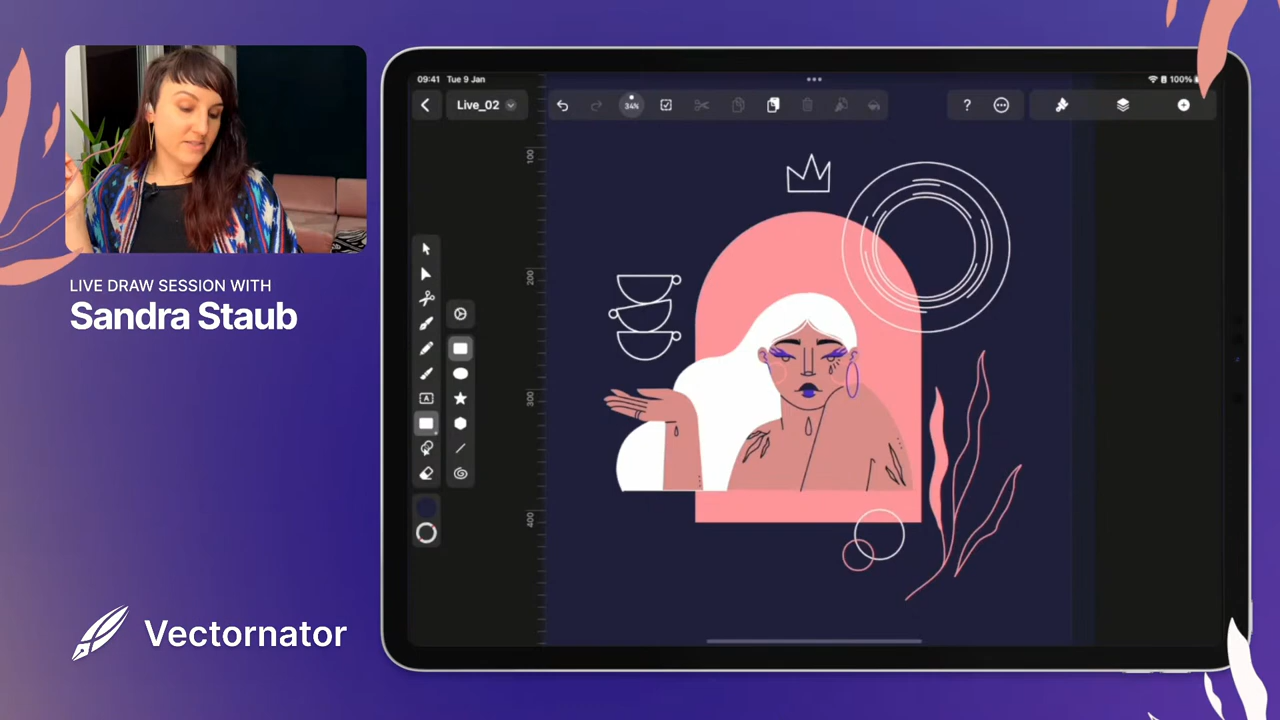 LIVE DRAW SESSION WITH
Sandra Staub
Vectornator
09:41 Tue 9 Jan
100%
Live_02
34%
?
A
100
200
300
400